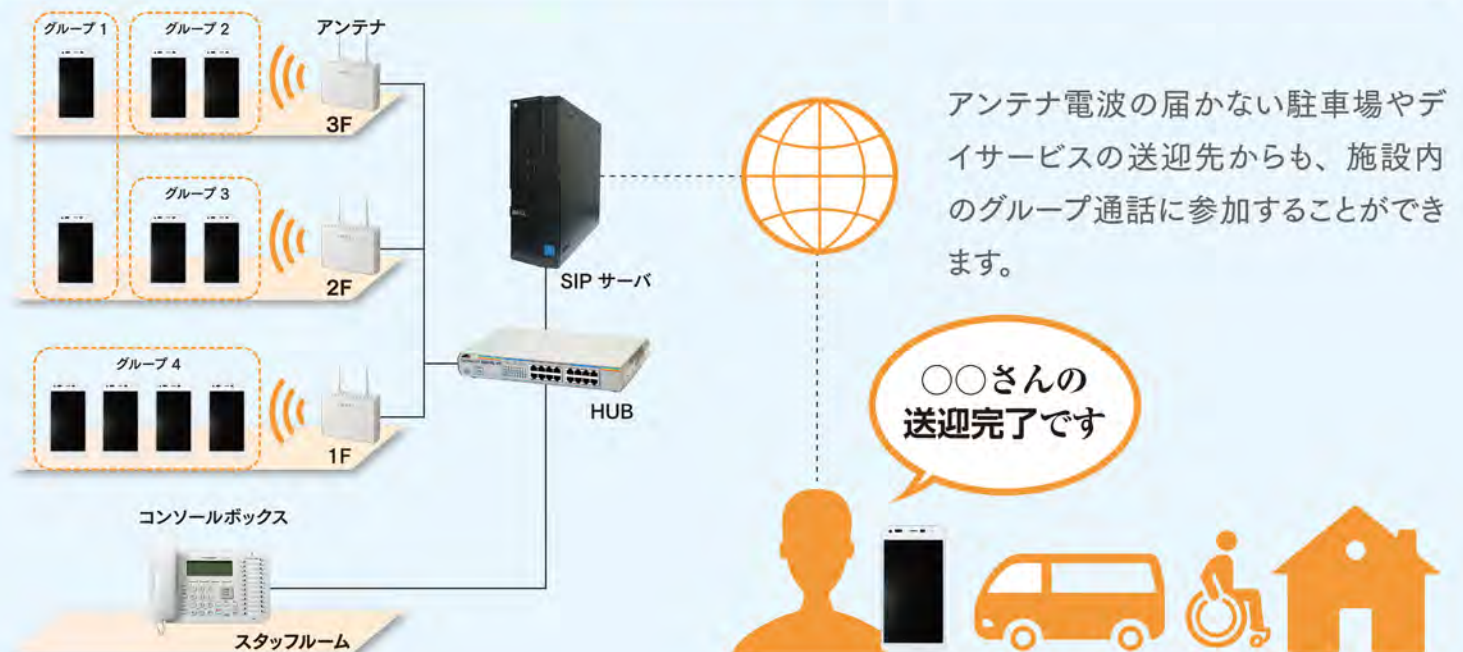 グループ 1
グループ 2
アンテナ
3F
グループ 3
2F
グループ 4
1F
コンソールボックス
スタッフルーム
SIP サーバ
HUB
アンテナ電波の届かない駐車場やデ
イサービスの送迎先からも、施設内
のグループ通話に参加することができ
ます。
○○さんの
送迎完了です